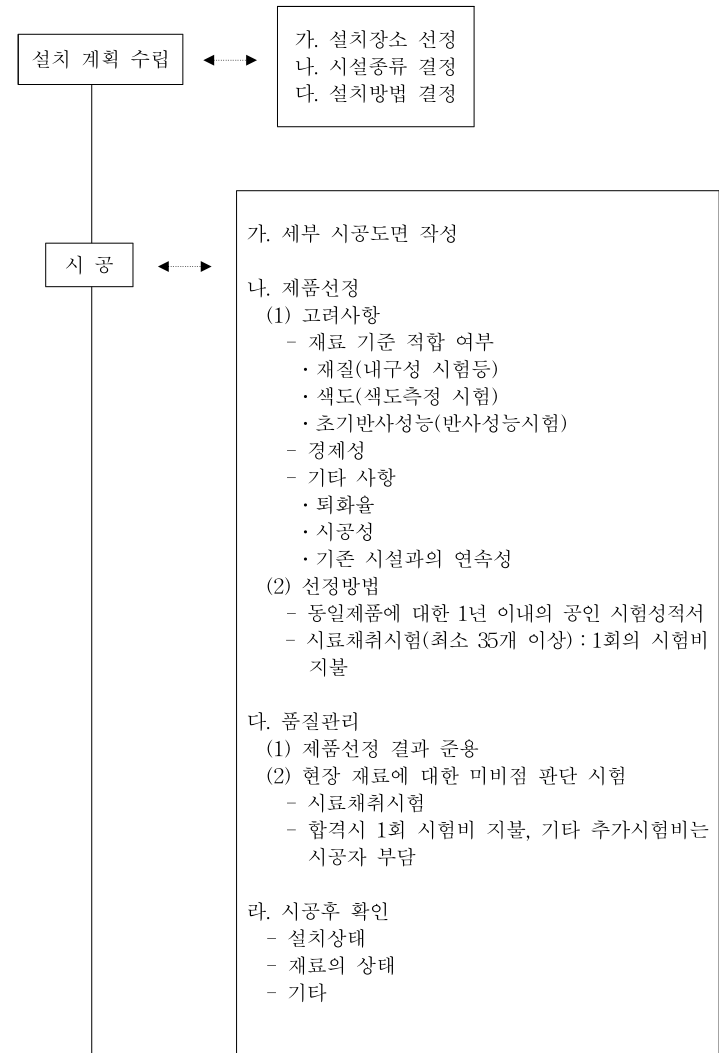 설치 계획 수립
가. 설치장소 선정
나. 시설종류 결정
다. 설치방법 결정
시 공
가. 세부 시공도면 작성
나. 제품선정
(1) 고려사항
- 재료 기준 적합 여부
· 재질(내구성 시험등)
· 색도(색도측정 시험)
· 초기반사성능(반사성능시험)
- 경제성
- 기타 사항
· 퇴화율
· 시공성
· 기존 시설과의 연속성
(2) 선정방법
- 동일제품에 대한 1년 이내의 공인 시험성적서
- 시료채취시험(최소 35개 이상) : 1회의 시험비
지불
다. 품질관리
(1) 제품선정 결과 준용
(2) 현장 재료에 대한 미비점 판단 시험
- 시료채취시험
- 합격시 1회 시험비 지불, 기타 추가시험비는
시공자 부담
라. 시공후 확인
- 설치상태
- 재료의 상태
- 기타